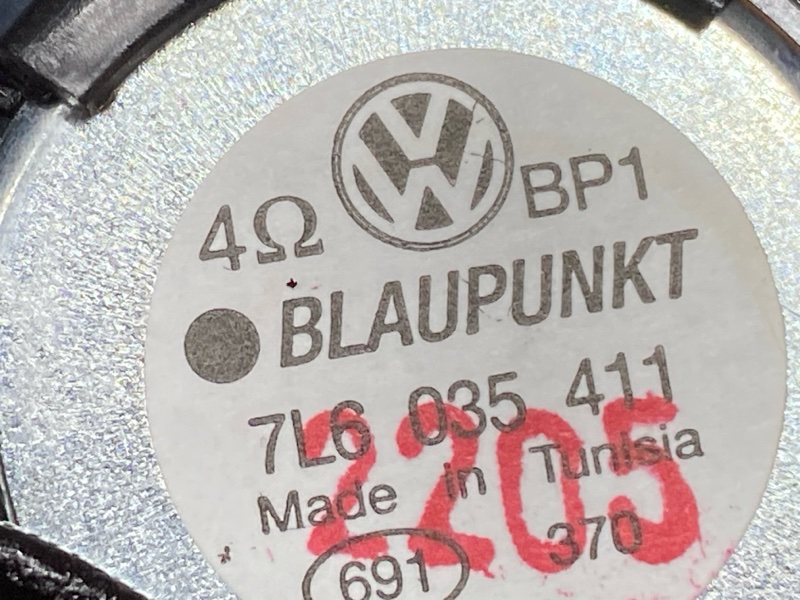 4Ω BP1
BLAUPUNKT
7L6 035 411
2205
Made in Tunisia
691 370